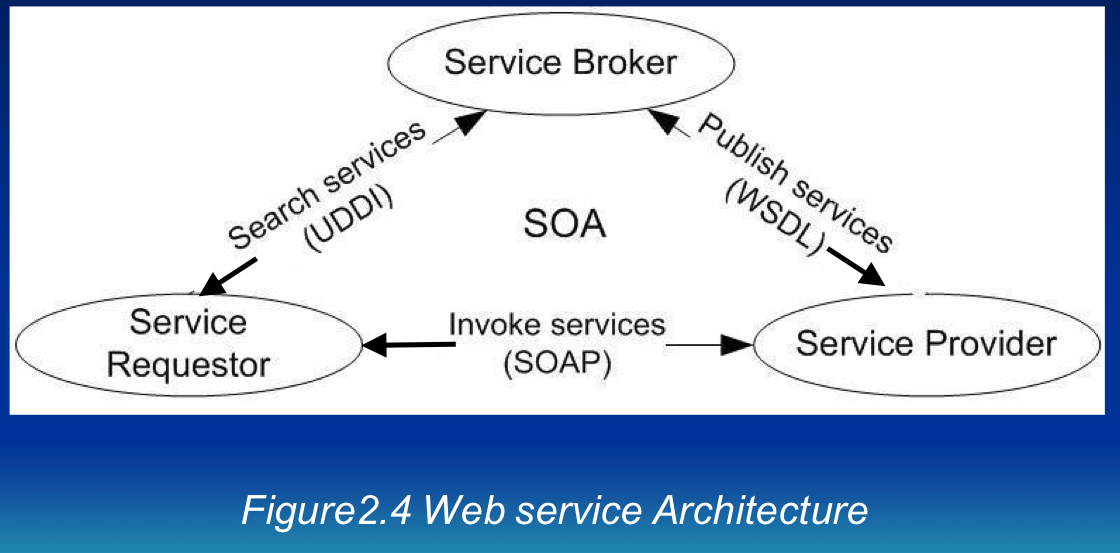 Service Broker
Search services
(UDDI)
Publish services
(WSDL)
SOA
Service
Requestor
Invoke services
(SOAP)
Service Provider
Figure2.4 Web service Architecture